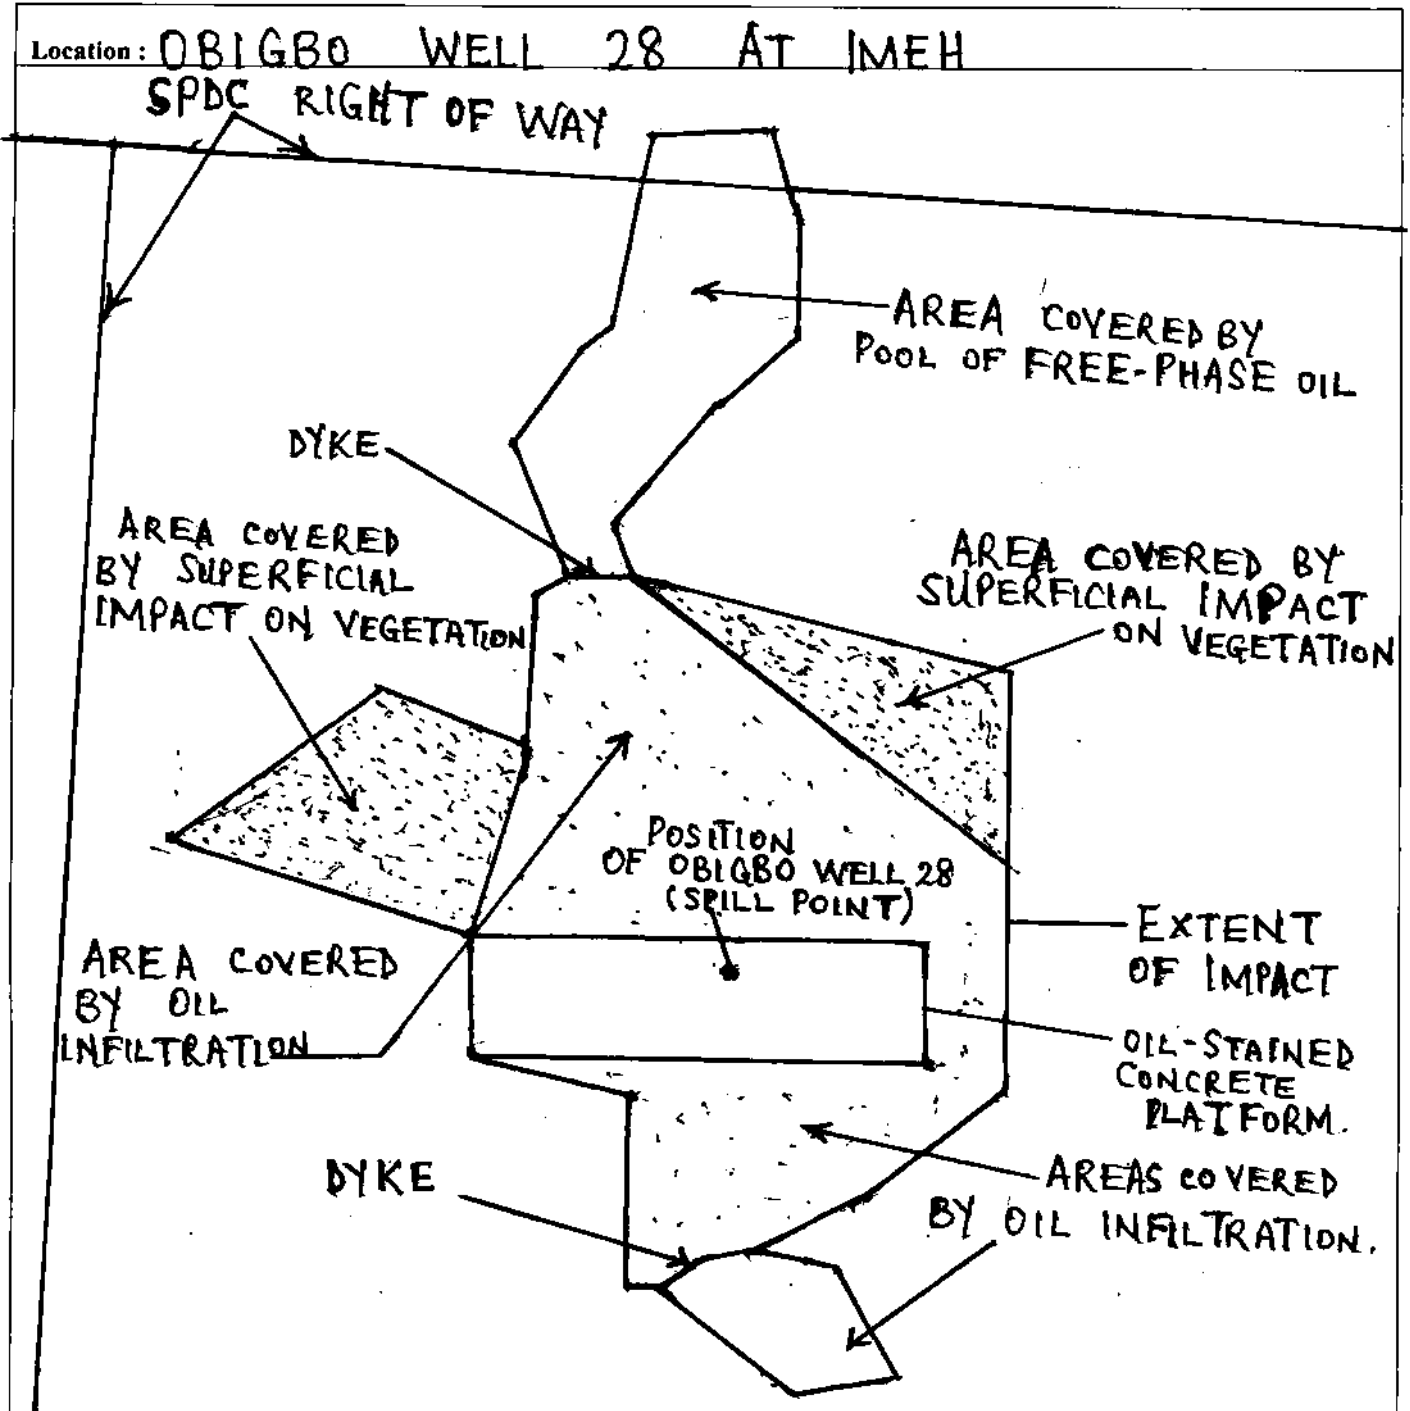 Location: OBIGBO WELL 28 AT IMEH
SPDC RIGHT OF WAY
AREA COVERED BY
POOL OF FREE-PHASE OIL
DYKE
AREA COVERED
BY SUPERFICIAL
IMPACT ON VEGETATION
AREA COVERED BY
SUPERFICIAL IMPACT
ON VEGETATION
POSITION
OF OBIGBO WELL 28
(SPILL POINT)
EXTENT
OF IMPACT
AREA COVERED
BY OIL
INFILTRATION
OIL-STAINED
CONCRETE
PLATFORM.
DYKE
AREAS COVERED
BY OIL INFILTRATION.